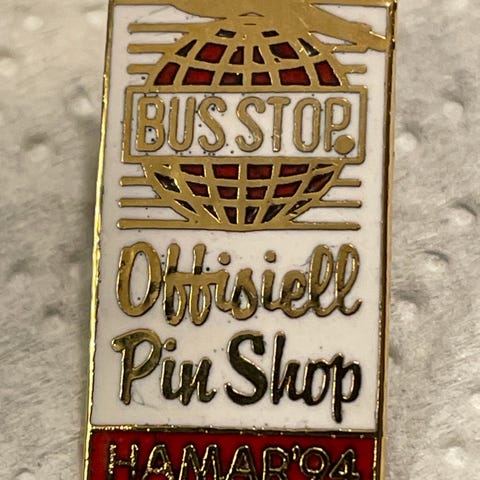 BUS STOP.
Offisiell
Pin Shop
HAMAR'94